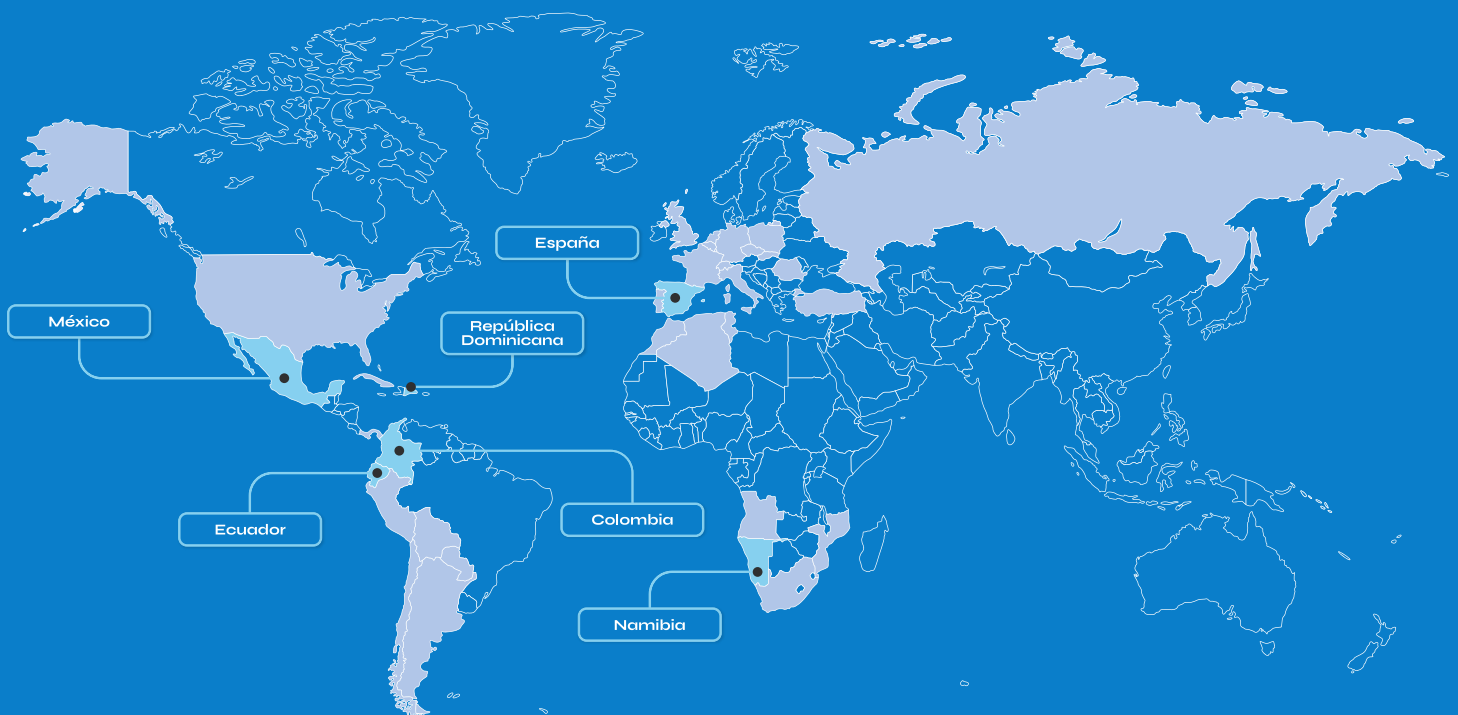 España
México
República
Dominicana
Colombia
Ecuador
Namibia